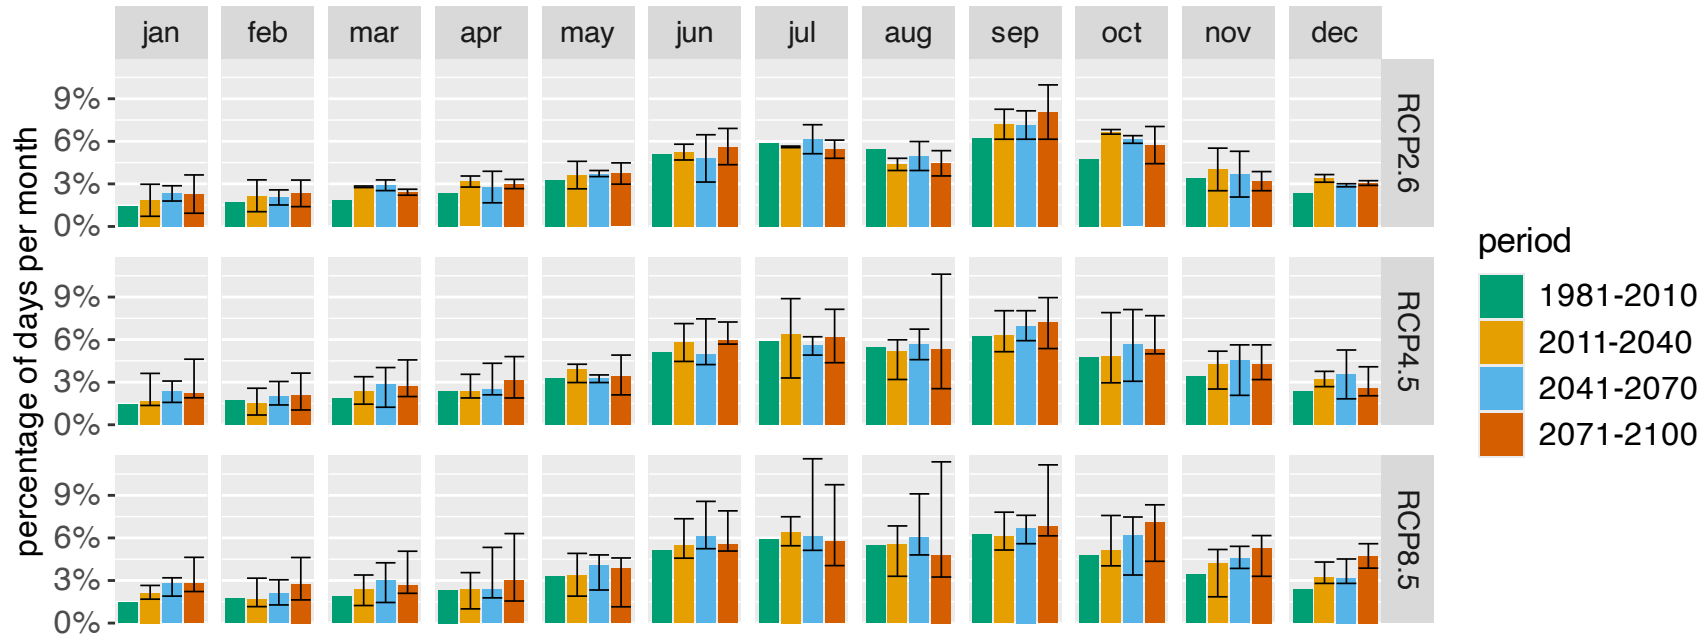 jan feb mar apr may jun jul aug sep oct nov dec
percentage of days per month
9%
6%
3%
0%
RCP2.6
9%
6%
3%
0%
RCP4.5
9%
6%
3%
0%
RCP8.5
period
1981-2010
2011-2040
2041-2070
2071-2100